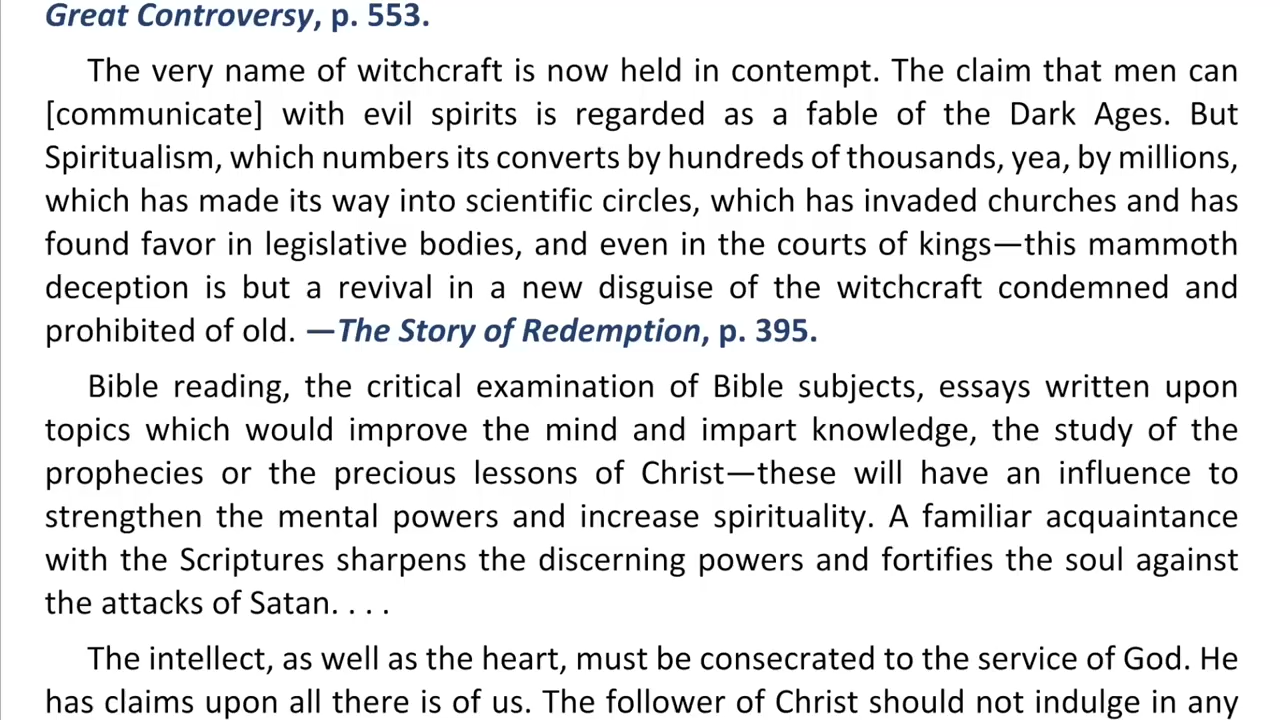 Great Controversy, p. 553.
The very name of witchcraft is now held in contempt. The claim that men can
[communicate] with evil spirits is regarded as a fable of the Dark Ages. But
Spiritualism, which numbers its converts by hundreds of thousands, yea, by millions,
which has made its way into scientific circles, which has invaded churches and has
found favor in legislative bodies, and even in the courts of kings—this mammoth
deception is but a revival in a new disguise of the witchcraft condemned and
prohibited of old. —The Story of Redemption, p. 395.
Bible reading, the critical examination of Bible subjects, essays written upon
topics which would improve the mind and impart knowledge, the study of the
prophecies or the precious lessons of Christ—these will have an influence to
strengthen the mental powers and increase spirituality. A familiar acquaintance
with the Scriptures sharpens the discerning powers and fortifies the soul against
the attacks of Satan. . . .
The intellect, as well as the heart, must be consecrated to the service of God. He
has claims upon all there is of us. The follower of Christ should not indulge in any